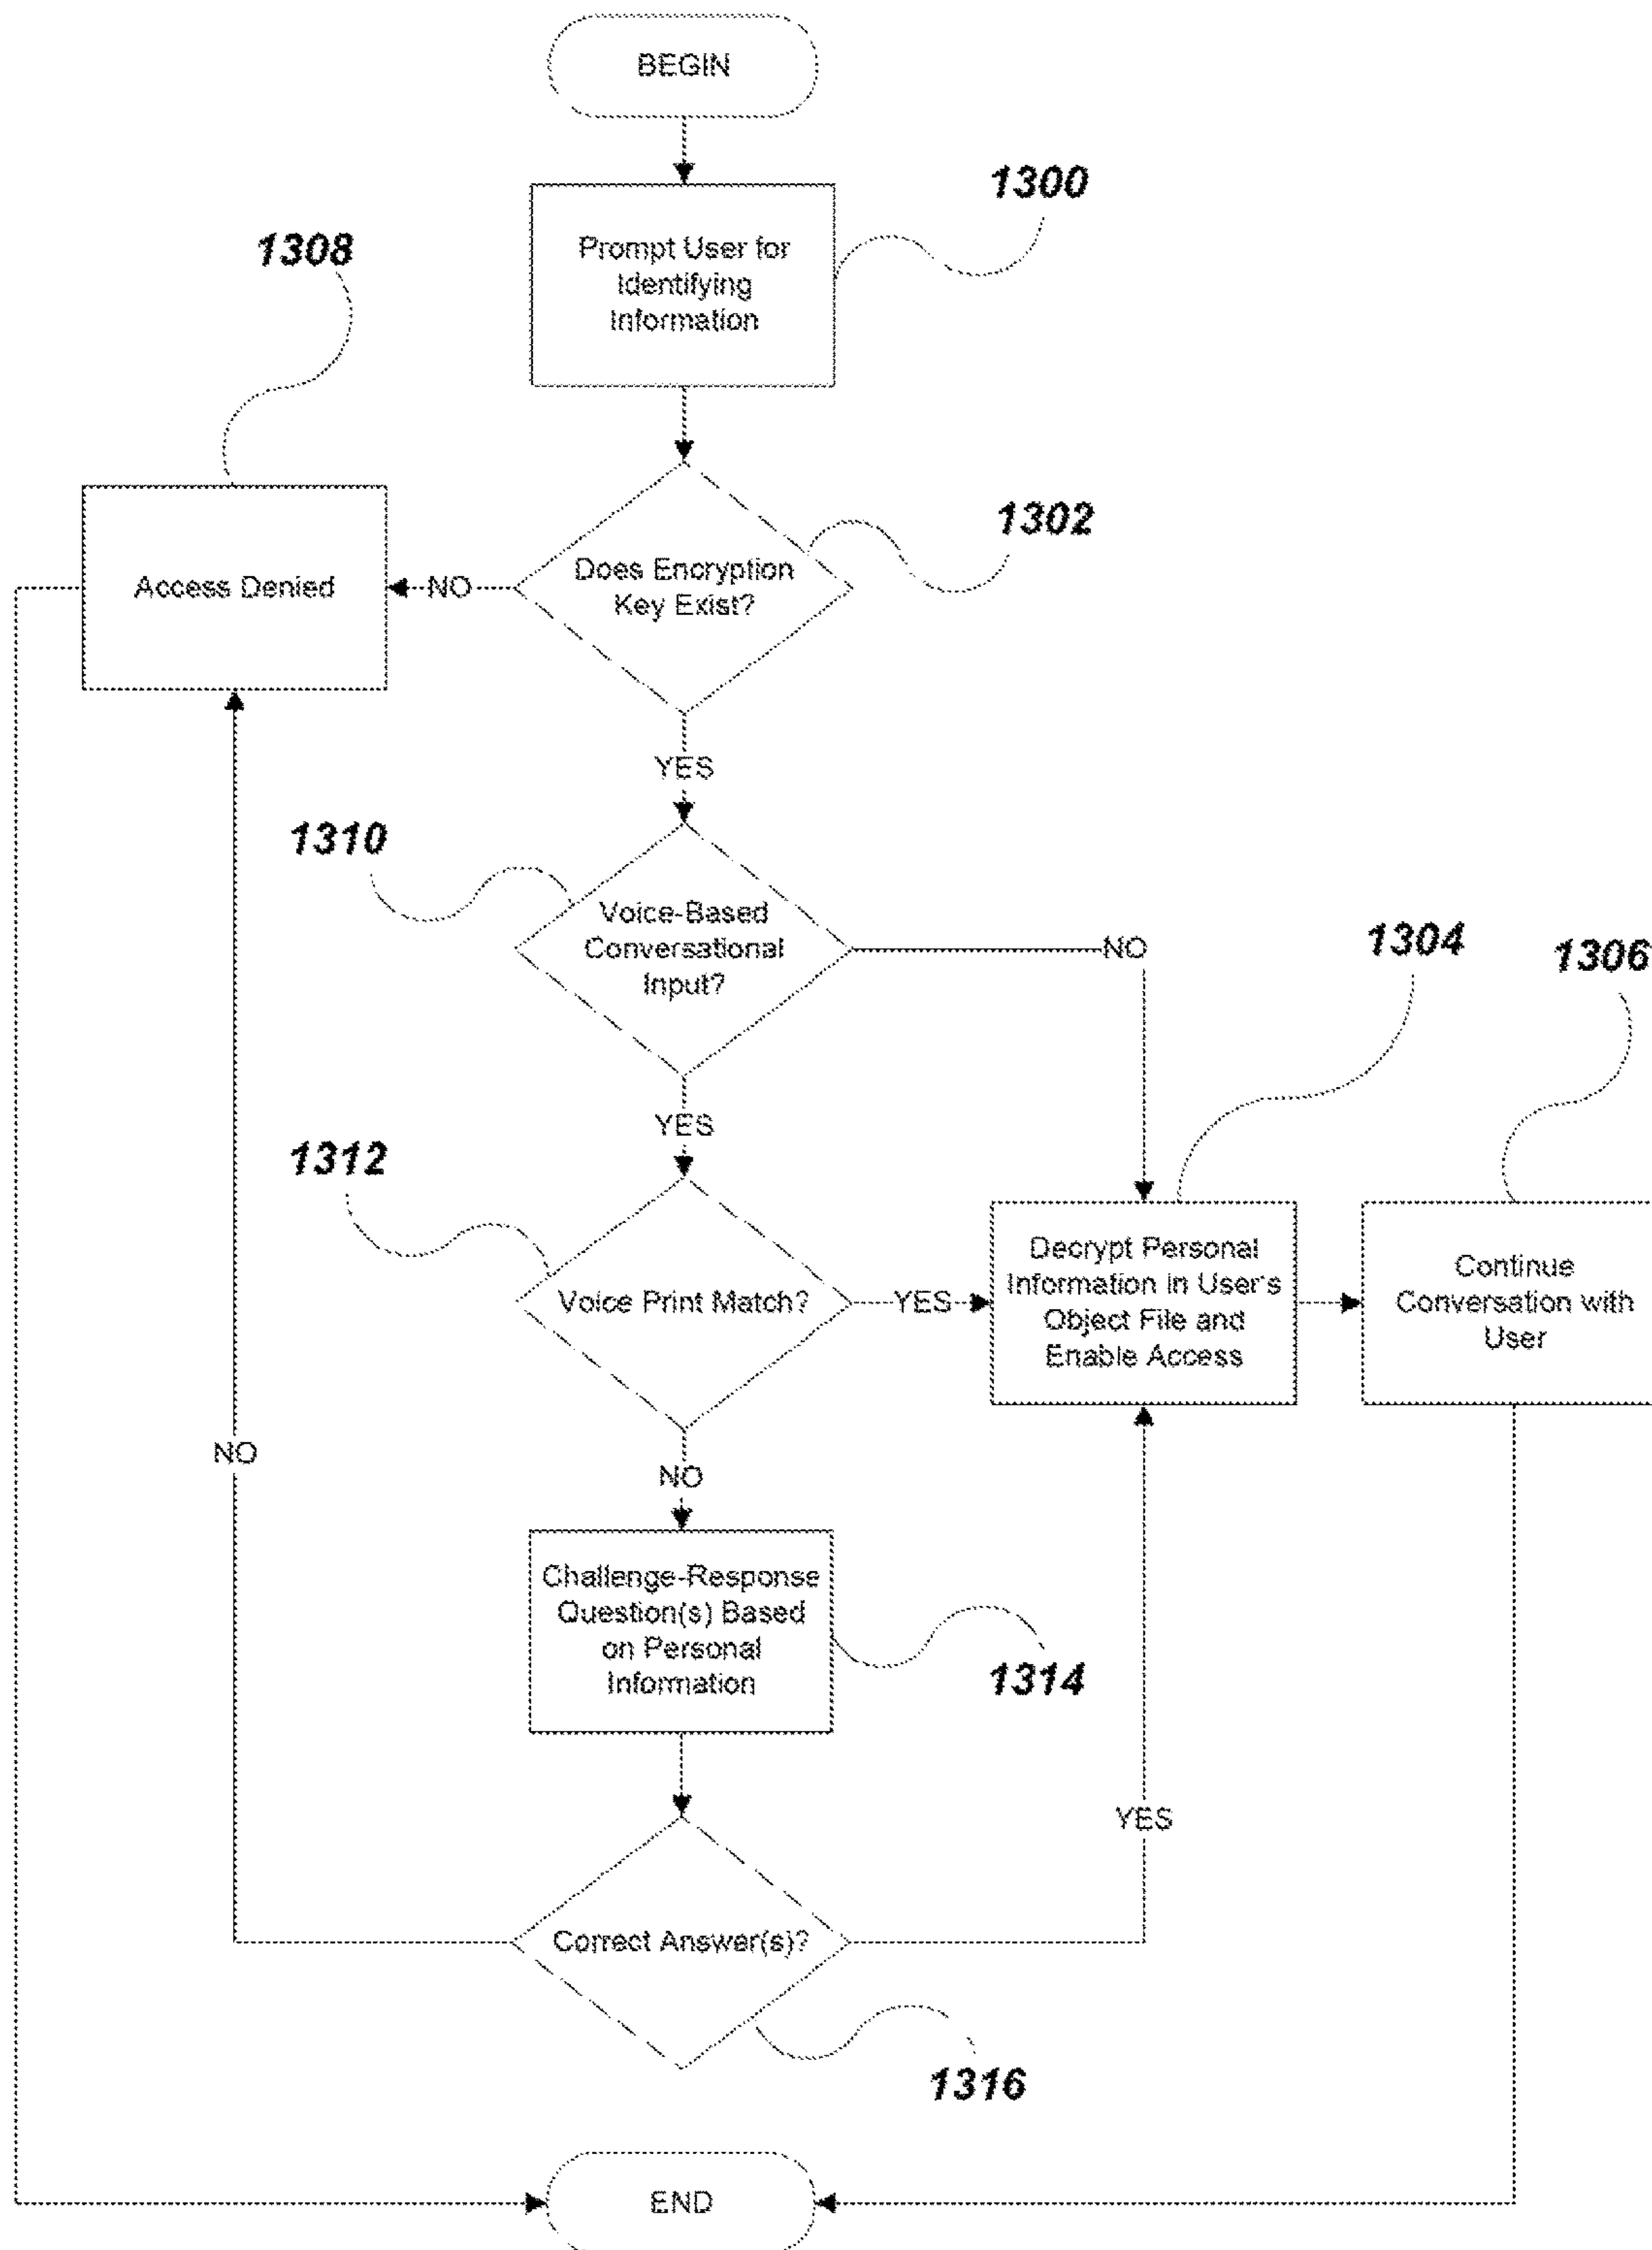 BEGIN
1300
Prompt User for
Identifying
Information
1308
1302
Does Encryption
Key Exist?
NO
Access Denied
YES
1310
Voice-Based
Conversational
Input?
NO
1304
1306
YES
1312
Voice Print Match?
YES
Decrypt Personal
Information in User's
Object File and
Enable Access
Continue
Conversation with
User
NO
NO
Challenge-Response
Question(s) Based
on Personal
Information
1314
YES
Correct Answer(s)?
1316
END